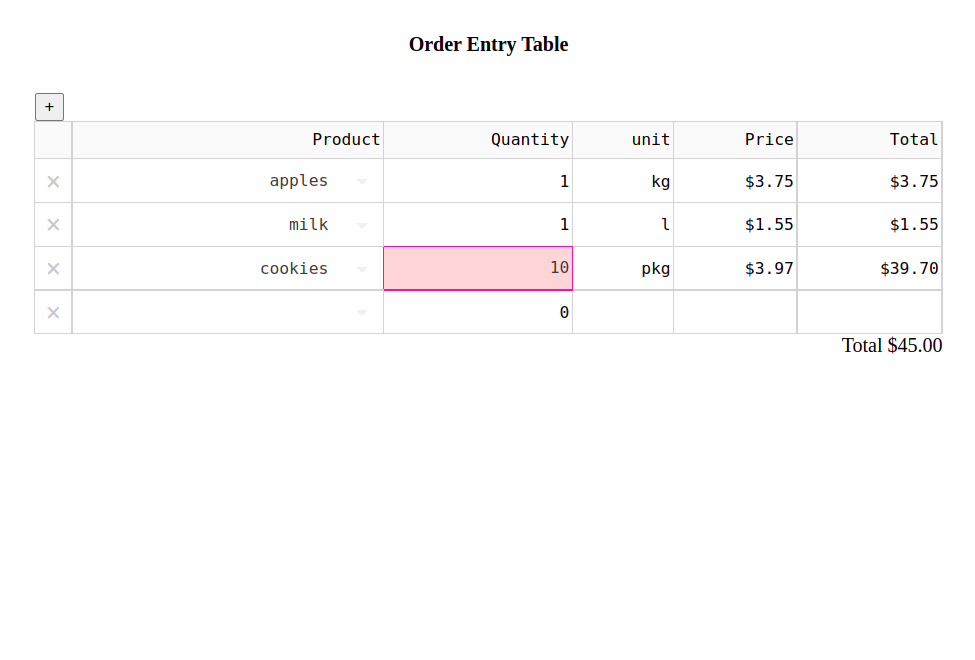 Order Entry Table
+
Product Quantity unit Price Total
× apples 1 kg $3.75 $3.75
× milk 1 l $1.55 $1.55
× cookies 10 pkg $3.97 $39.70
× 0
Total $45.00